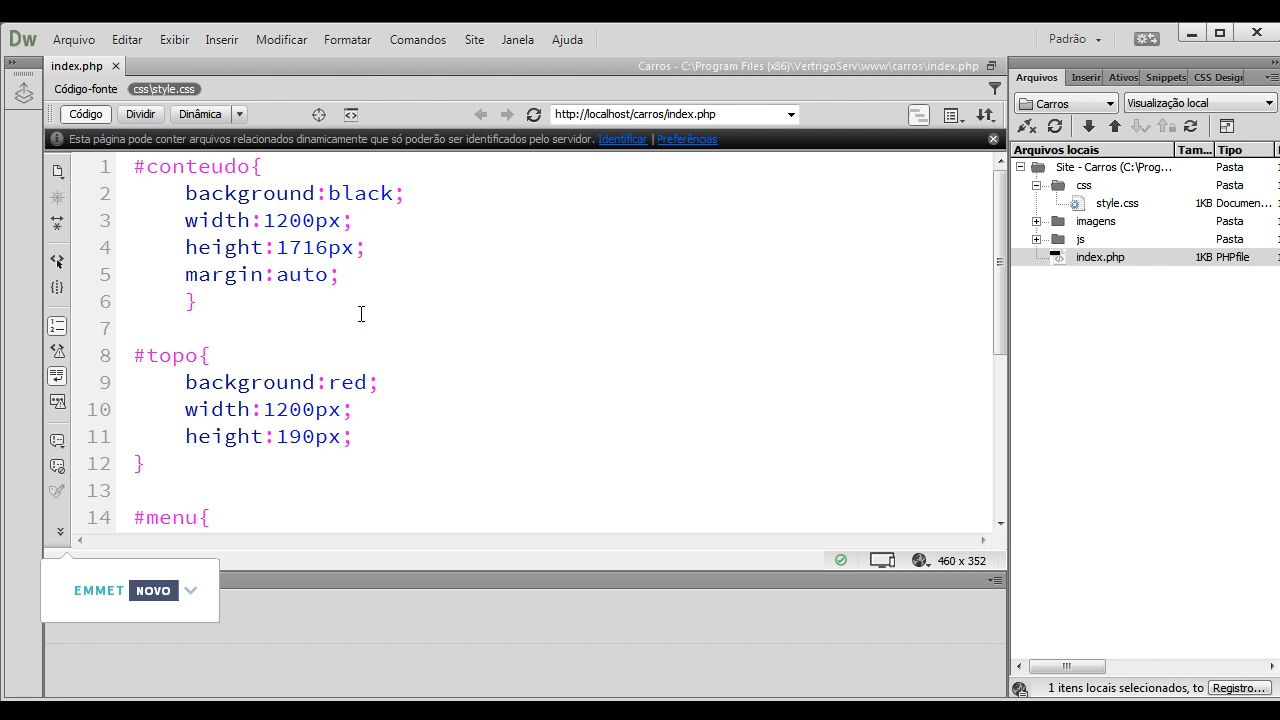 Dw Arquivo Editar Exibir Inserir Modificar Formatar Comandos Site Janela Ajuda Padrão
index.php Carros - C:\Program Files (x86)\VertrigoServ\www\carros\index.php
Código-fonte css\style.css
Código Dividir Dinâmica http://localhost/carros/index.php
Esta página pode conter arquivos relacionados dinamicamente que só poderão ser identificados pelo servidor. Identificar | Preferências
1 #conteudo{
2 background:black;
3 width:1200px;
4 height:1716px;
5 margin:auto;
6 }
7
8 #topo{
9 background:red;
10 width:1200px;
11 height:190px;
12 }
13
14 #menu{
460 x 352
EMMET NOVO
Arquivos Inserir Ativos Snippets CSS Design
Carros Visualização local
Arquivos locais Tam... Tipo
Site - Carros (C:\Prog... Pasta
css Pasta
style.css 1KB Documen...
imagens Pasta
js Pasta
index.php 1KB PHPfile
1 itens locais selecionados, to Registro...